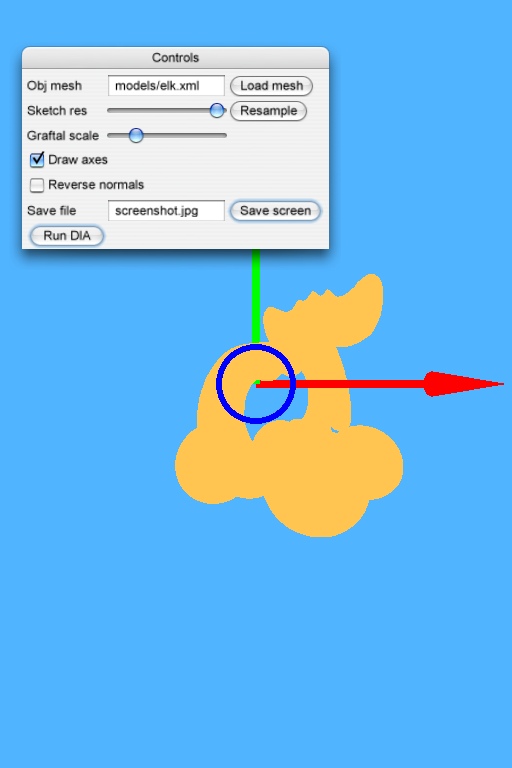 Controls
Obj mesh models/elk.xml Load mesh
Sketch res Resample
Graftal scale
Draw axes
Reverse normals
Save file screenshot.jpg Save screen
Run DIA